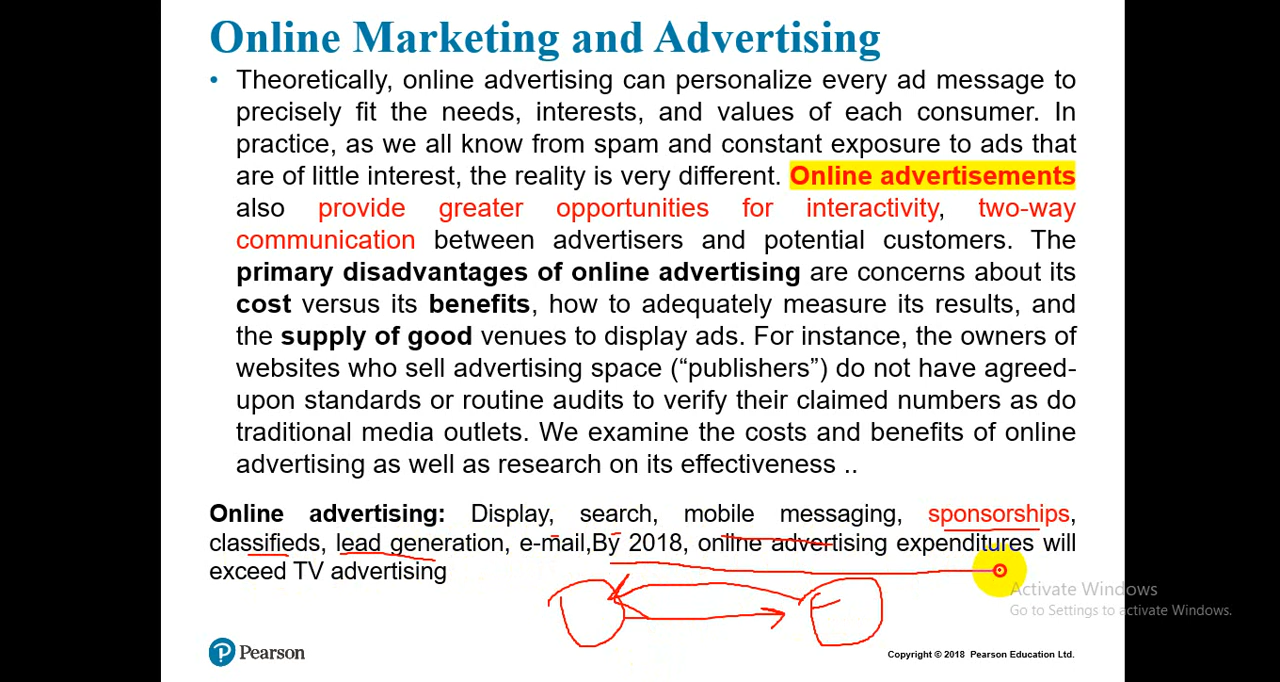 Online Marketing and Advertising
• Theoretically, online advertising can personalize every ad message to
precisely fit the needs, interests, and values of each consumer. In
practice, as we all know from spam and constant exposure to ads that
are of little interest, the reality is very different. Online advertisements
also provide greater opportunities for interactivity, two-way
communication between advertisers and potential customers. The
primary disadvantages of online advertising are concerns about its
cost versus its benefits, how to adequately measure its results, and
the supply of good venues to display ads. For instance, the owners of
websites who sell advertising space (“publishers”) do not have agreed-
upon standards or routine audits to verify their claimed numbers as do
traditional media outlets. We examine the costs and benefits of online
advertising as well as research on its effectiveness ..
Online advertising: Display, search, mobile messaging, sponsorships,
classifieds, lead generation, e-mail,By 2018, online advertising expenditures will
exceed TV advertising
Activate Windows
Go to Settings to activate Windows.
P Pearson
Copyright © 2018 Pearson Education Ltd.